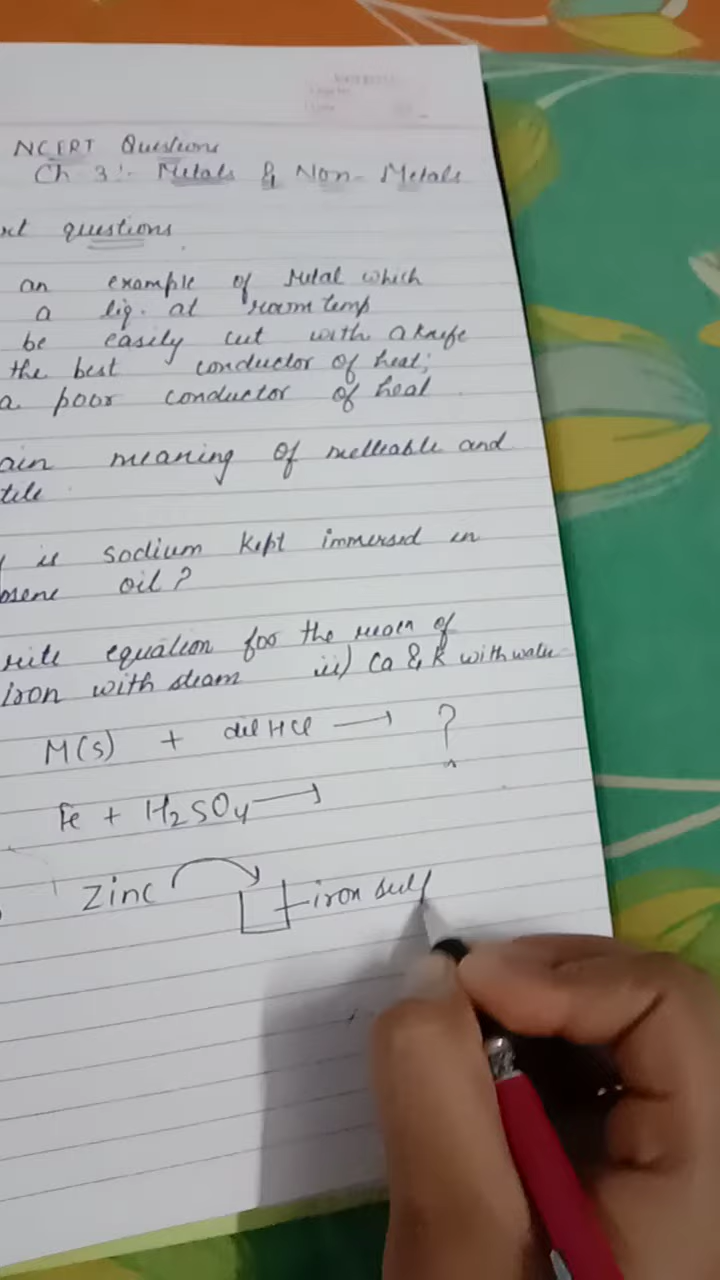 NCERT Questions
Ch 3:- Metals & Non-Metals
questions
an example of Metal which
a liq. at room temp
be easily cut with a knife
the best conductor of heat;
a poor conductor of heat
meaning of melleable and
is sodium kept immersed in
oil?
equation for the of
iron with steam ii) Ca & K with water
M(s) + dil HCl → ?
Fe + H₂SO₄ →
Zinc iron sulf